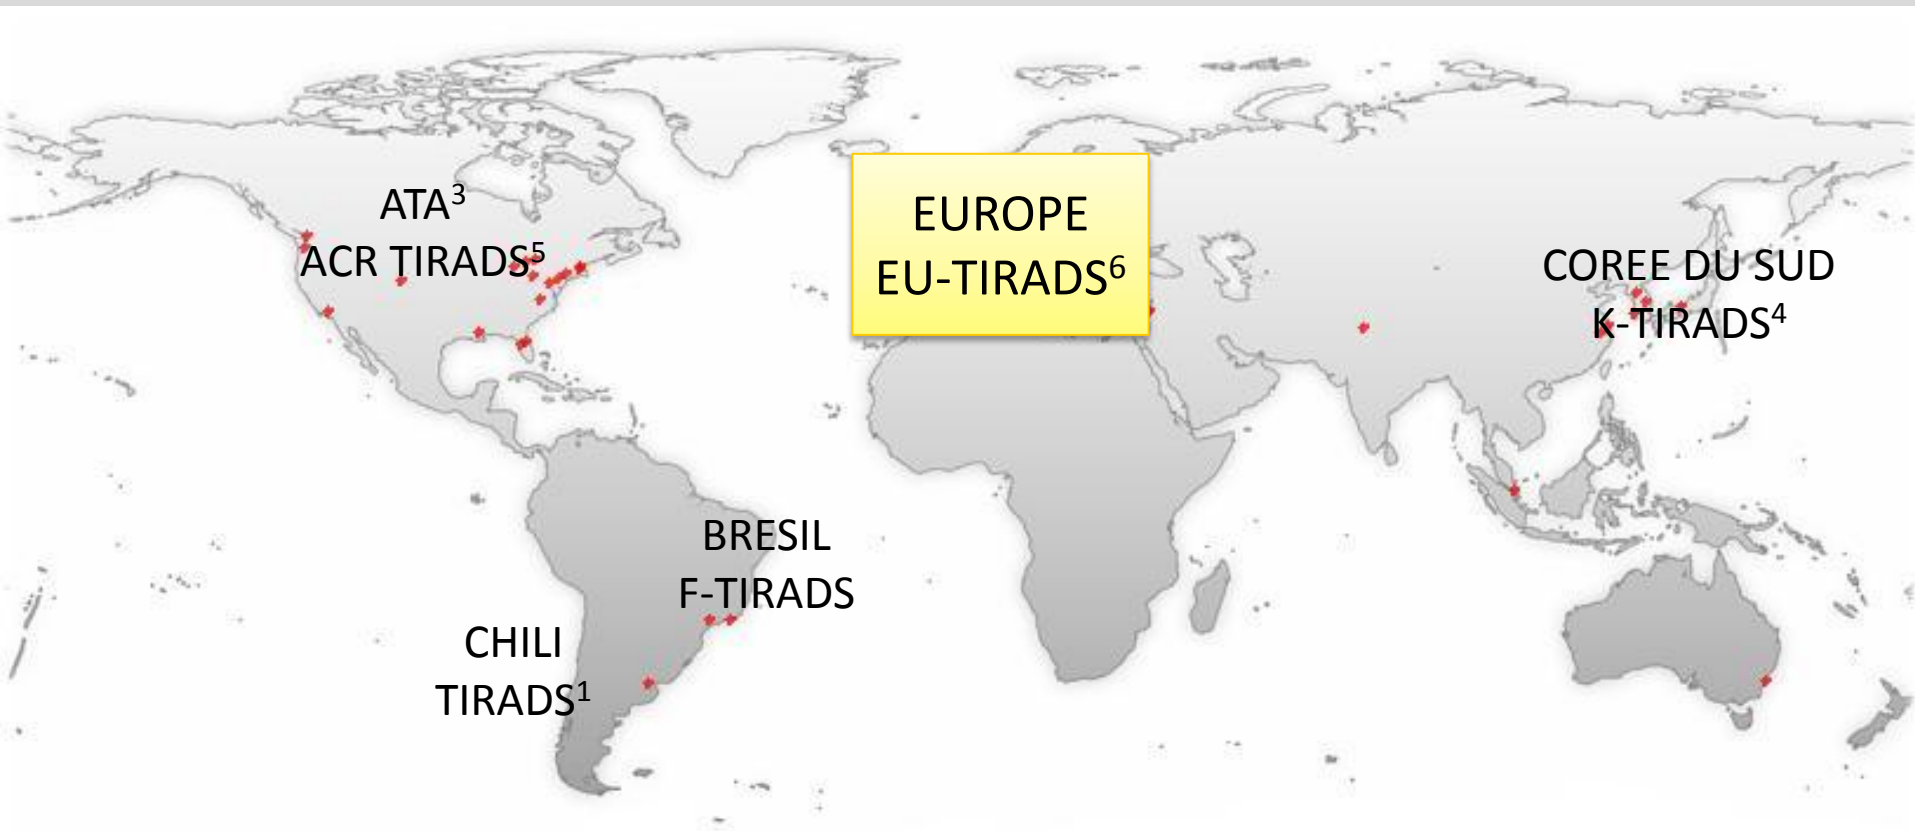 ATA³
ACR TIRADS⁵
EUROPE
EU-TIRADS⁶
COREE DU SUD
K-TIRADS⁴
BRESIL
F-TIRADS
CHILI
TIRADS¹